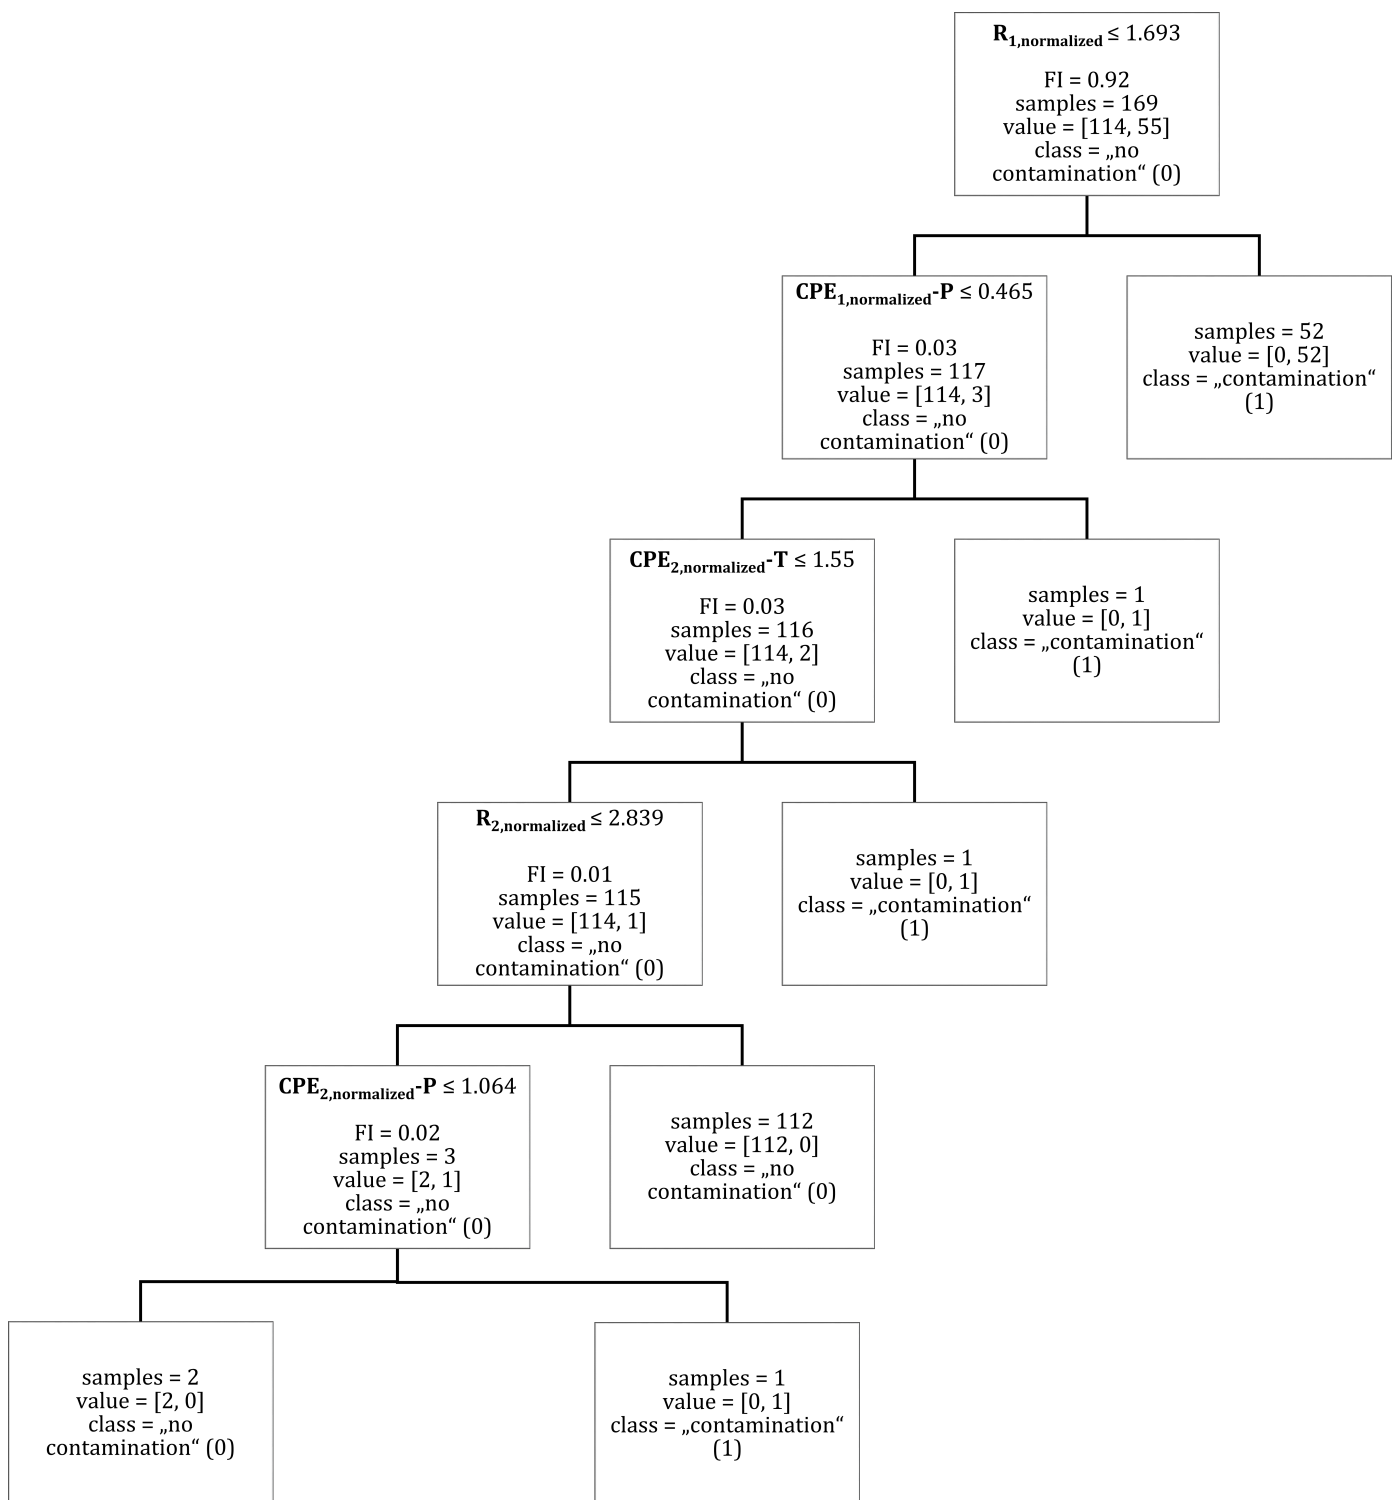 R1,normalized ≤ 1.693
FI = 0.92
samples = 169
value = [114, 55]
class = „no
contamination“ (0)
CPE1,normalized-P ≤ 0.465
FI = 0.03
samples = 117
value = [114, 3]
class = „no
contamination“ (0)
samples = 52
value = [0, 52]
class = „contamination“
(1)
CPE2,normalized-T ≤ 1.55
FI = 0.03
samples = 116
value = [114, 2]
class = „no
contamination“ (0)
samples = 1
value = [0, 1]
class = „contamination“
(1)
R2,normalized ≤ 2.839
FI = 0.01
samples = 115
value = [114, 1]
class = „no
contamination“ (0)
samples = 1
value = [0, 1]
class = „contamination“
(1)
CPE2,normalized-P ≤ 1.064
FI = 0.02
samples = 3
value = [2, 1]
class = „no
contamination“ (0)
samples = 112
value = [112, 0]
class = „no
contamination“ (0)
samples = 2
value = [2, 0]
class = „no
contamination“ (0)
samples = 1
value = [0, 1]
class = „contamination“
(1)